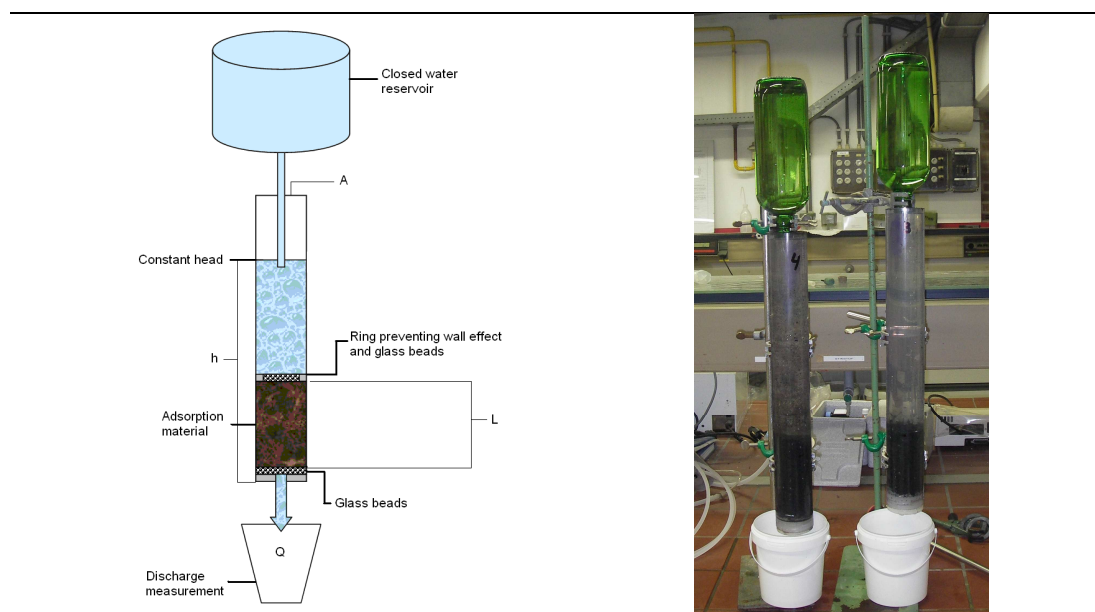 Closed water
reservoir
A
Constant head
Ring preventing wall effect
and glass beads
h
L
Adsorption
material
Glass beads
Q
Discharge
measurement
4
3